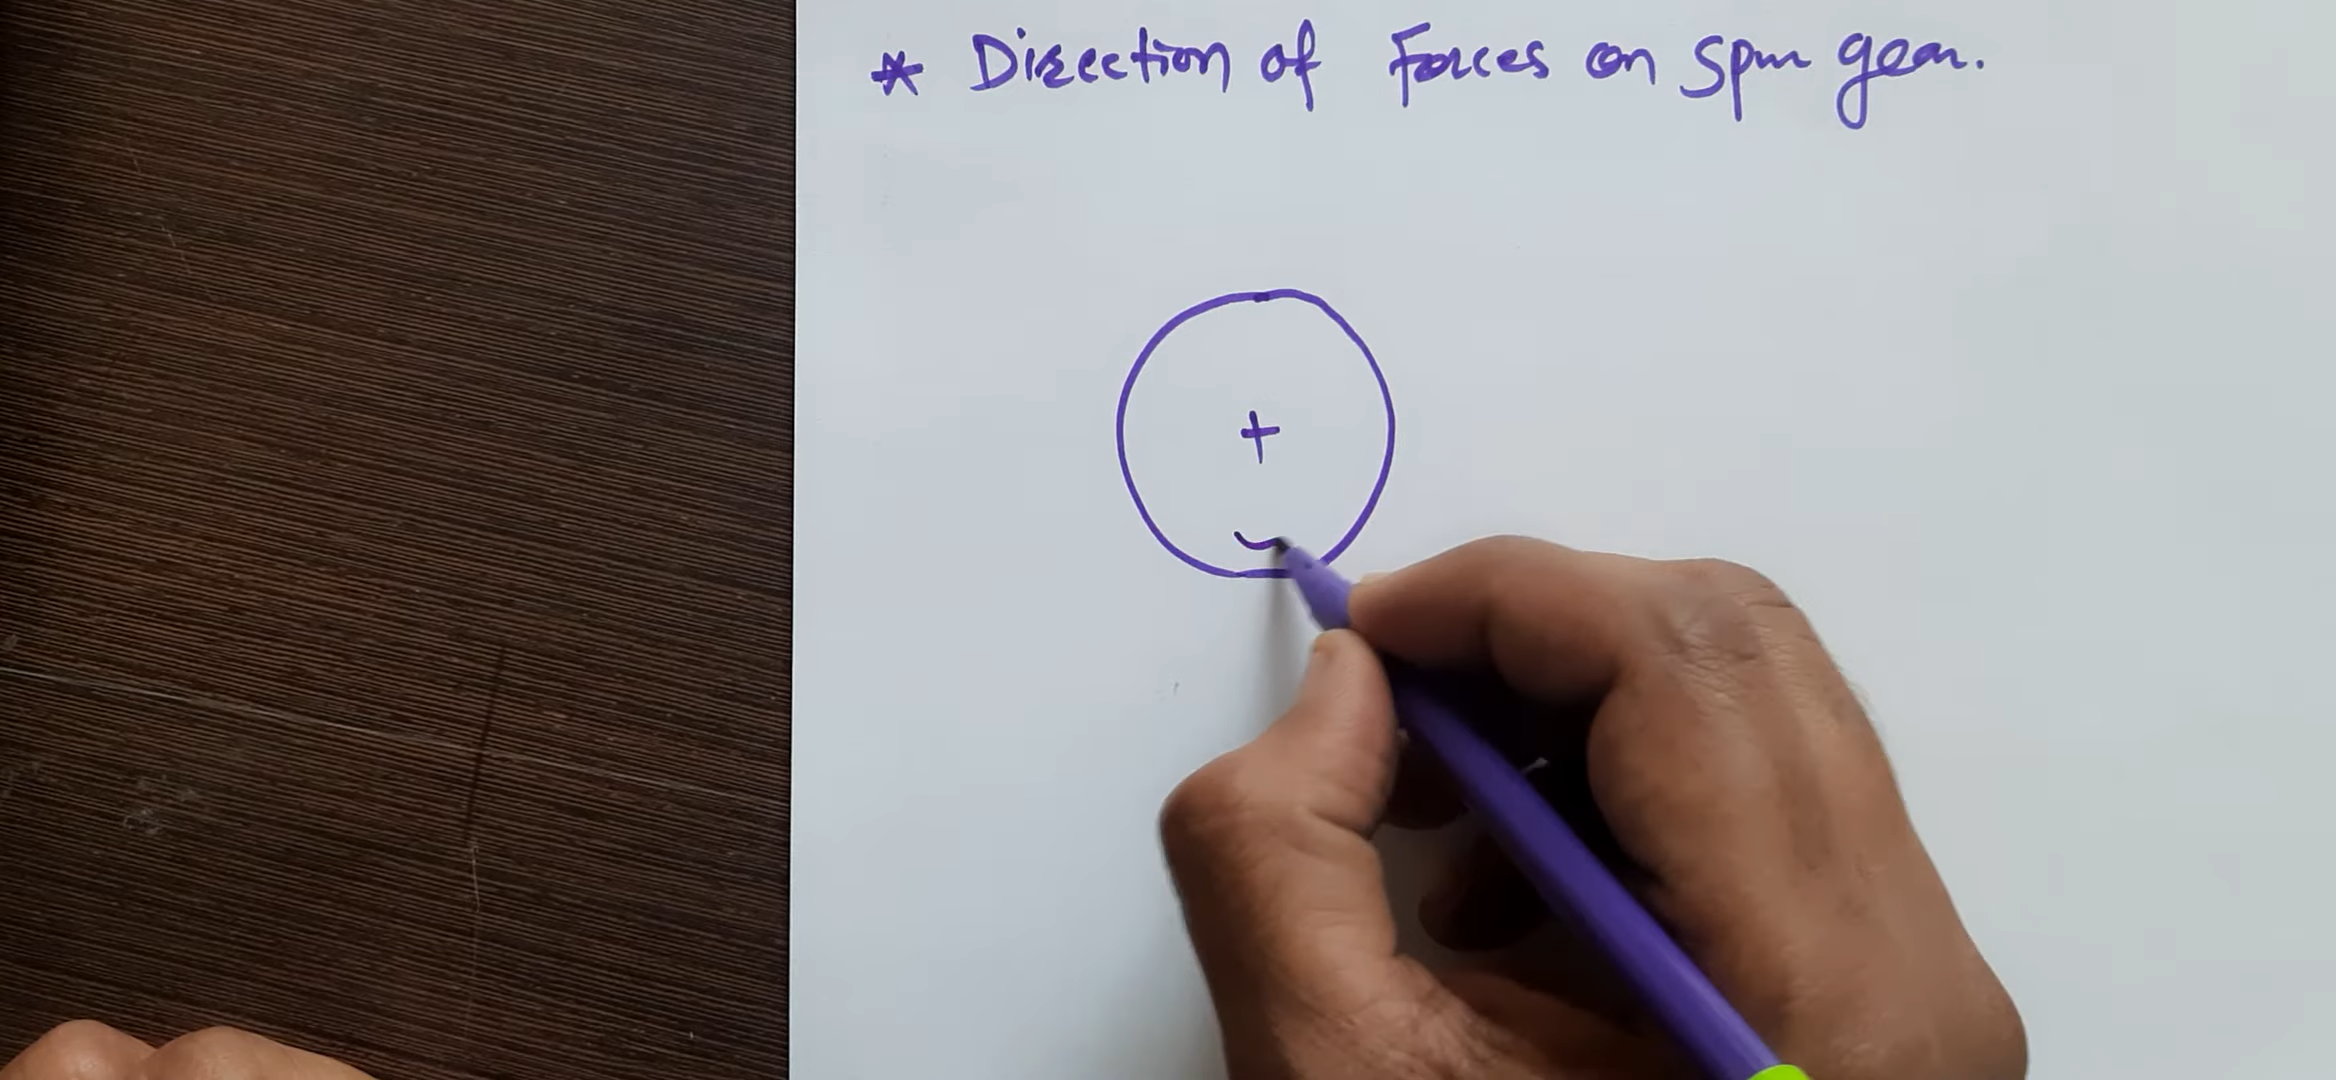 * Direction of Forces on Spur gear.
+